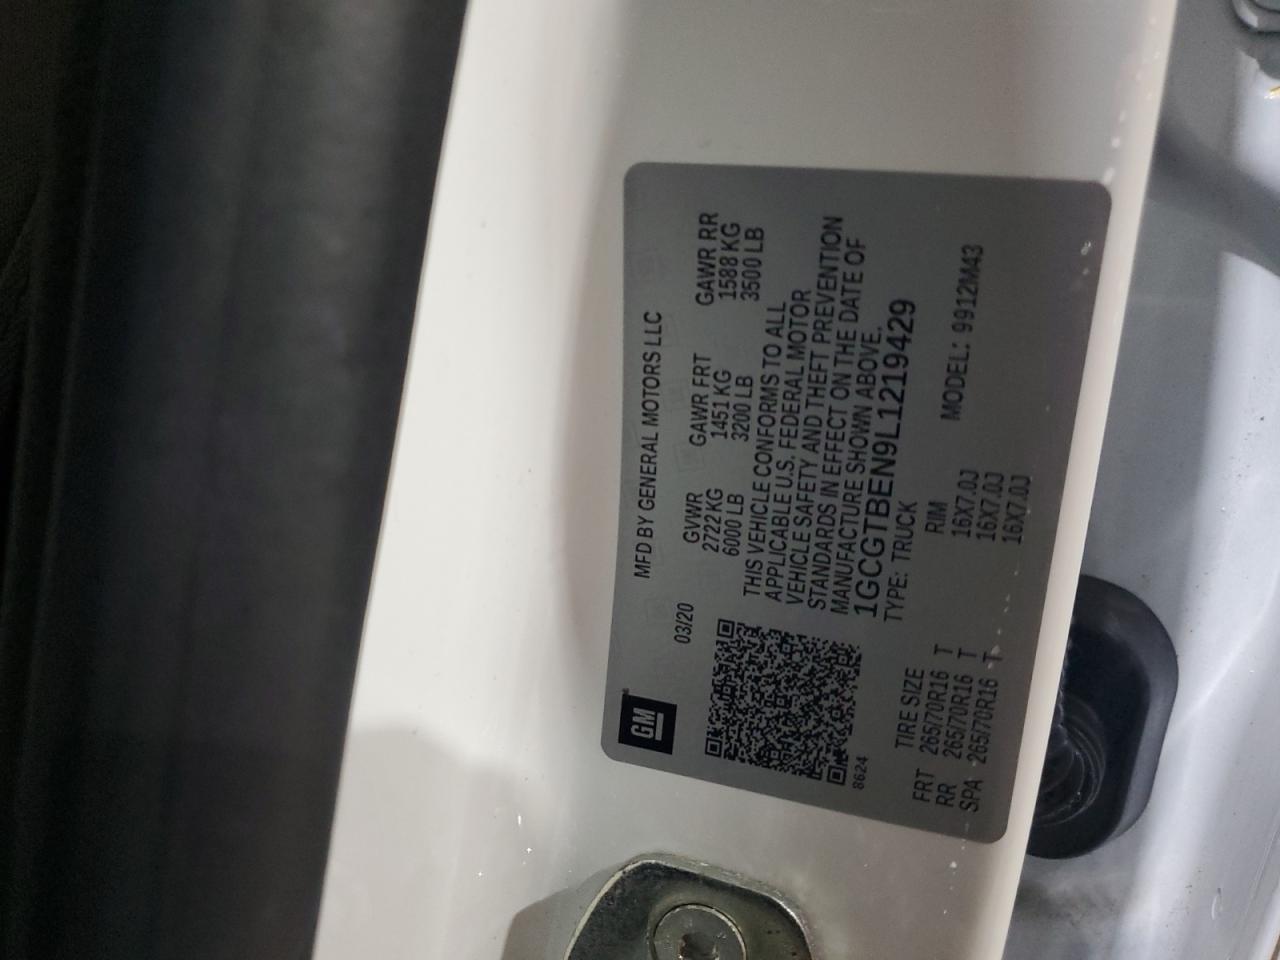 GM
MFD BY GENERAL MOTORS LLC
03/20
GVWR GAWR FRT GAWR RR
2722 KG 1451 KG 1588 KG
6000 LB 3200 LB 3500 LB
THIS VEHICLE CONFORMS TO ALL
APPLICABLE U.S. FEDERAL MOTOR
VEHICLE SAFETY AND THEFT PREVENTION
STANDARDS IN EFFECT ON THE DATE OF
MANUFACTURE SHOWN ABOVE.
8624
1GCGTBEN9L1219429
TYPE: TRUCK
TIRE SIZE RIM MODEL: 9912M43
FRT 265/70R16 T 16X7.0J
RR 265/70R16 T 16X7.0J
SPA 265/70R16 T 16X7.0J